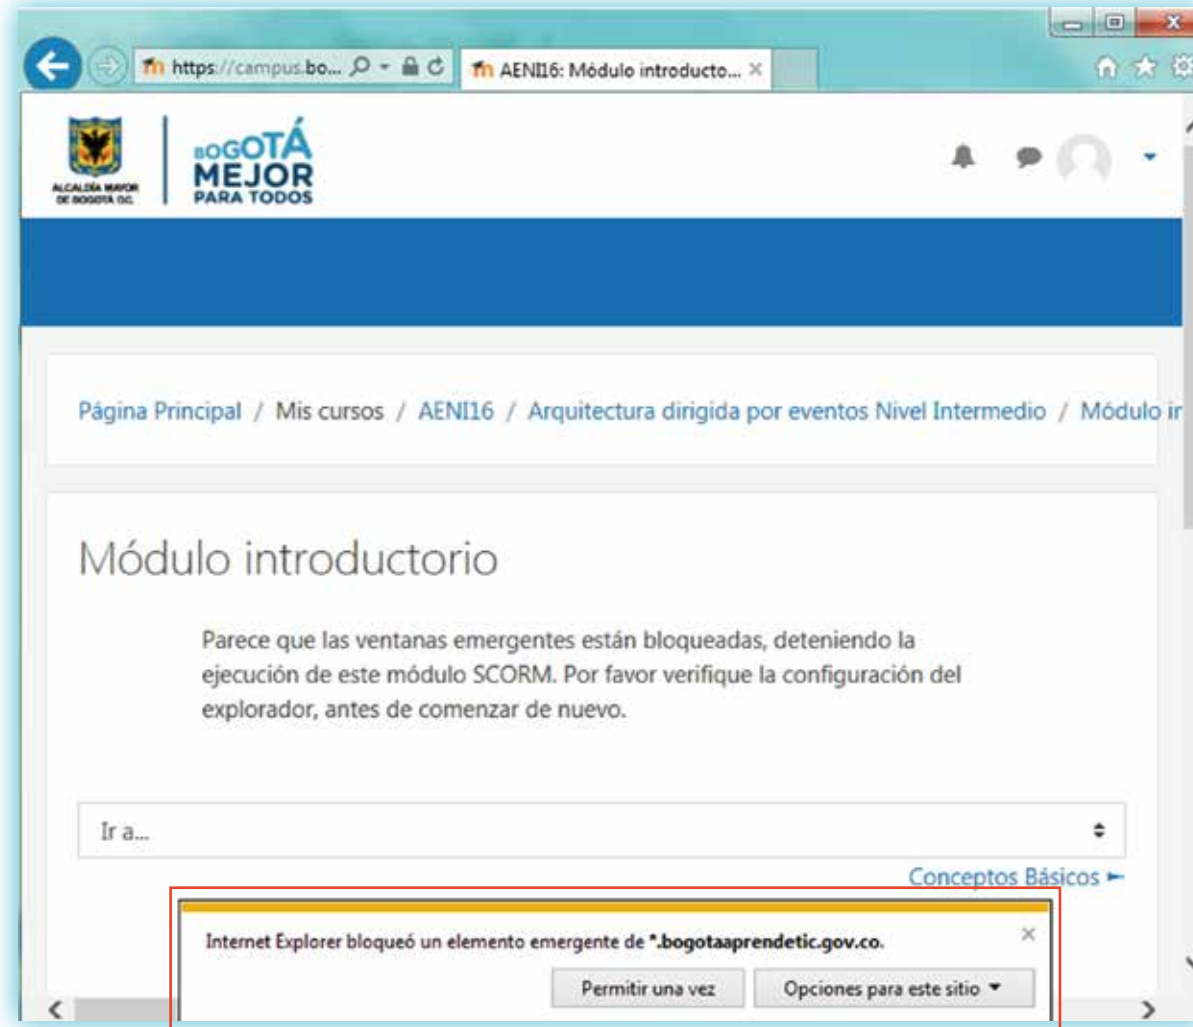 https://campus.bo...
AENI16: Módulo introducto...
ALCALDÍA MAYOR
DE BOGOTÁ D.C.
BOGOTÁ
MEJOR
PARA TODOS
Página Principal / Mis cursos / AENI16 / Arquitectura dirigida por eventos Nivel Intermedio / Módulo ir
Módulo introductorio
Parece que las ventanas emergentes están bloqueadas, deteniendo la
ejecución de este módulo SCORM. Por favor verifique la configuración del
explorador, antes de comenzar de nuevo.
Ir a...
Conceptos Básicos
Internet Explorer bloqueó un elemento emergente de *.bogotaaprendetic.gov.co.
Permitir una vez
Opciones para este sitio